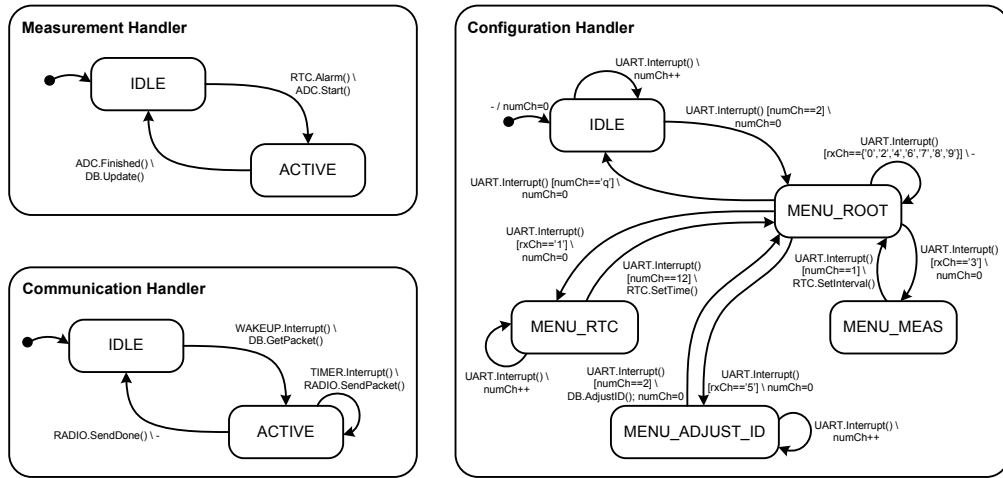 Measurement Handler
IDLE
RTC.Alarm() \
ADC.Start()
ADC.Finished() \
DB.Update()
ACTIVE
Communication Handler
IDLE
WAKEUP.Interrupt() \
DB.GetPacket()
TIMER.Interrupt() \
RADIO.SendPacket()
RADIO.SendDone() \ -
ACTIVE
Configuration Handler
UART.Interrupt() \
numCh++
- / numCh=0
IDLE
UART.Interrupt() [numCh==2] \
numCh=0
UART.Interrupt()
[rxCh=={'0','2','4','6','7','8','9'}] \ -
UART.Interrupt() [numCh=='q'] \
numCh=0
MENU_ROOT
UART.Interrupt()
[rxCh=='1'] \
numCh=0
UART.Interrupt()
[numCh==12] \
RTC.SetTime()
UART.Interrupt()
[numCh==1] \
RTC.SetInterval()
UART.Interrupt()
[rxCh=='3'] \
numCh=0
MENU_RTC
MENU_MEAS
UART.Interrupt() \
numCh++
UART.Interrupt()
[numCh==2] \
DB.AdjustID(); numCh=0
UART.Interrupt()
[rxCh=='5'] \ numCh=0
MENU_ADJUST_ID
UART.Interrupt() \
numCh++